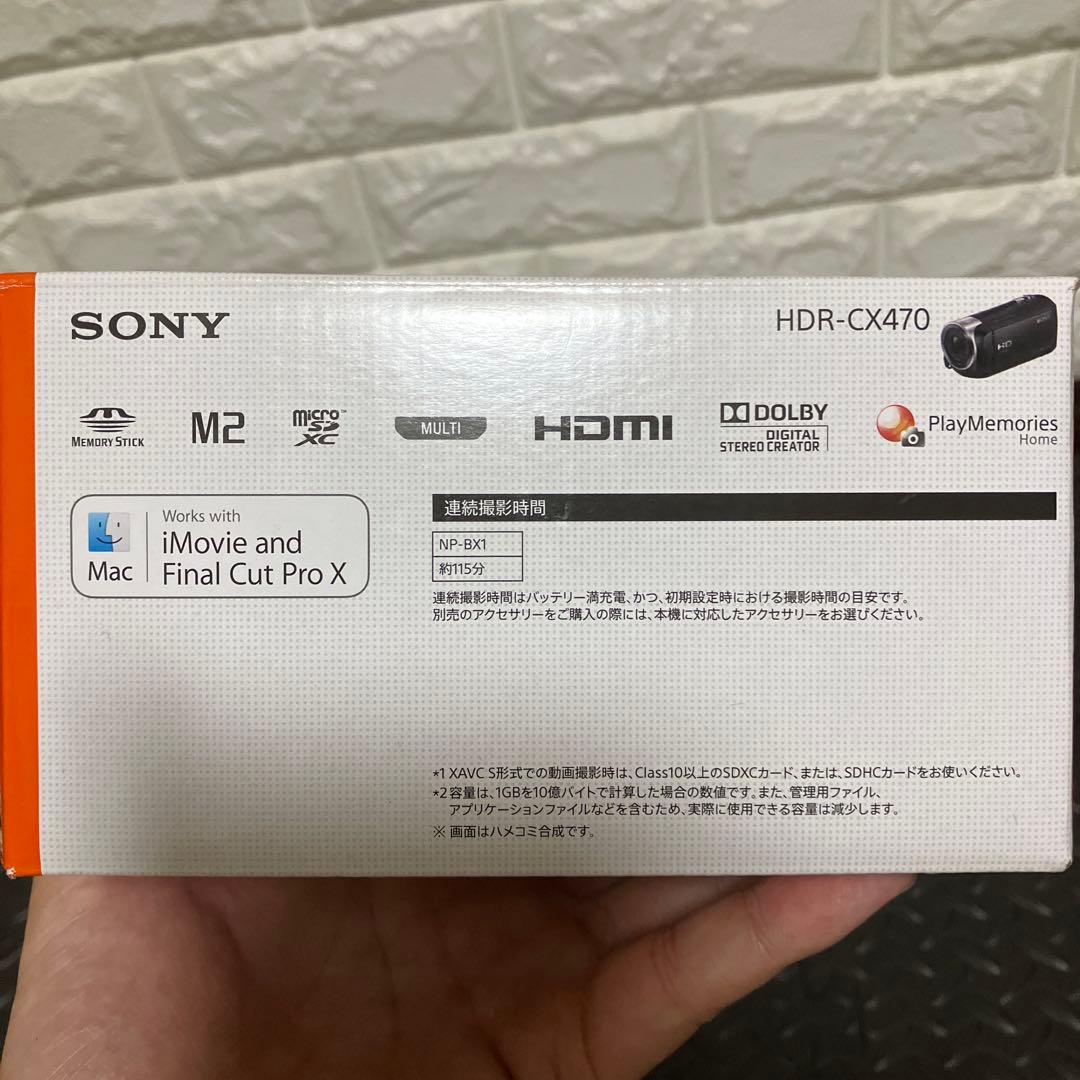 SONY
HDR-CX470
MEMORY STICK
M2
micro SD XC
MULTI
HDMI
DOLBY
DIGITAL
STEREO CREATOR
PlayMemories
Home
Works with
iMovie and
Final Cut Pro X
Mac
連続撮影時間
NP-BX1
約115分
連続撮影時間はバッテリー満充電、かつ、初期設定時における撮影時間の目安です。
別売のアクセサリーをご購入の際には、本機に対応したアクセサリーをお選びください。
*1 XAVC S形式での動画撮影時は、Class10以上のSDXCカード、または、SDHCカードをお使いください。
*2 容量は、1GBを10億バイトで計算した場合の数値です。また、管理用ファイル、
アプリケーションファイルなどを含むため、実際に使用できる容量は減少します。
※ 画面はハメコミ合成です。